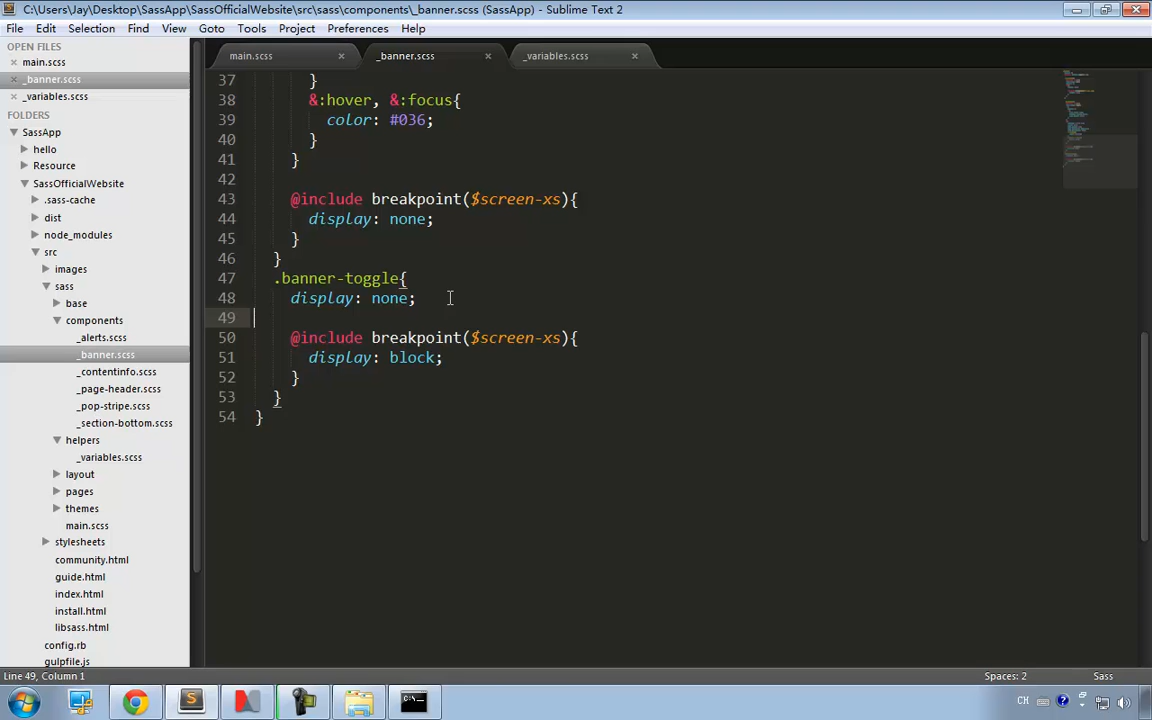 C:\Users\Jay\Desktop\SassApp\SassOfficialWebsite\src\sass\components\_banner.scss (SassApp) - Sublime Text 2
File Edit Selection Find View Goto Tools Project Preferences Help
OPEN FILES
main.scss
_banner.scss
_variables.scss
FOLDERS
SassApp
hello
Resource
SassOfficialWebsite
.sass-cache
dist
node_modules
src
images
sass
base
components
_alerts.scss
_banner.scss
_contentinfo.scss
_page-header.scss
_pop-stripe.scss
_section-bottom.scss
helpers
_variables.scss
layout
pages
themes
main.scss
stylesheets
community.html
guide.html
index.html
install.html
libsass.html
config.rb
gulpfile.js
main.scss _banner.scss _variables.scss
37 }
38 &:hover, &:focus{
39 color: #036;
40 }
41 }
42
43 @include breakpoint($screen-xs){
44 display: none;
45 }
46 }
47 .banner-toggle{
48 display: none;
49
50 @include breakpoint($screen-xs){
51 display: block;
52 }
53 }
54 }
Line 49, Column 1 Spaces: 2 Sass
CH